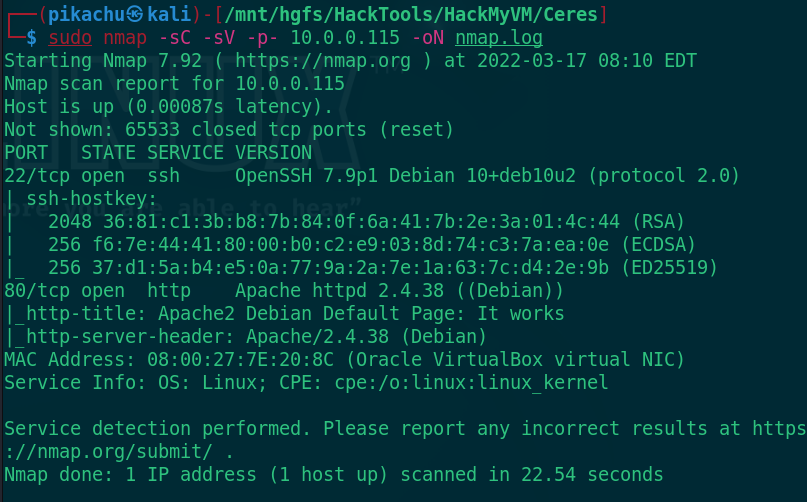 ┌──(pikachu㉿kali)-[/mnt/hgfs/HackTools/HackMyVM/Ceres]
└─$ sudo nmap -sC -sV -p- 10.0.0.115 -oN nmap.log
Starting Nmap 7.92 ( https://nmap.org ) at 2022-03-17 08:10 EDT
Nmap scan report for 10.0.0.115
Host is up (0.00087s latency).
Not shown: 65533 closed tcp ports (reset)
PORT   STATE SERVICE VERSION
22/tcp open  ssh     OpenSSH 7.9p1 Debian 10+deb10u2 (protocol 2.0)
| ssh-hostkey:
|   2048 36:81:c1:3b:b8:7b:84:0f:6a:41:7b:2e:3a:01:4c:44 (RSA)
|   256 f6:7e:44:41:80:00:b0:c2:e9:03:8d:74:c3:7a:ea:0e (ECDSA)
|_  256 37:d1:5a:b4:e5:0a:77:9a:2a:7e:1a:63:7c:d4:2e:9b (ED25519)
80/tcp open  http    Apache httpd 2.4.38 ((Debian))
|_http-title: Apache2 Debian Default Page: It works
|_http-server-header: Apache/2.4.38 (Debian)
MAC Address: 08:00:27:7E:20:8C (Oracle VirtualBox virtual NIC)
Service Info: OS: Linux; CPE: cpe:/o:linux:linux_kernel

Service detection performed. Please report any incorrect results at https
://nmap.org/submit/ .
Nmap done: 1 IP address (1 host up) scanned in 22.54 seconds